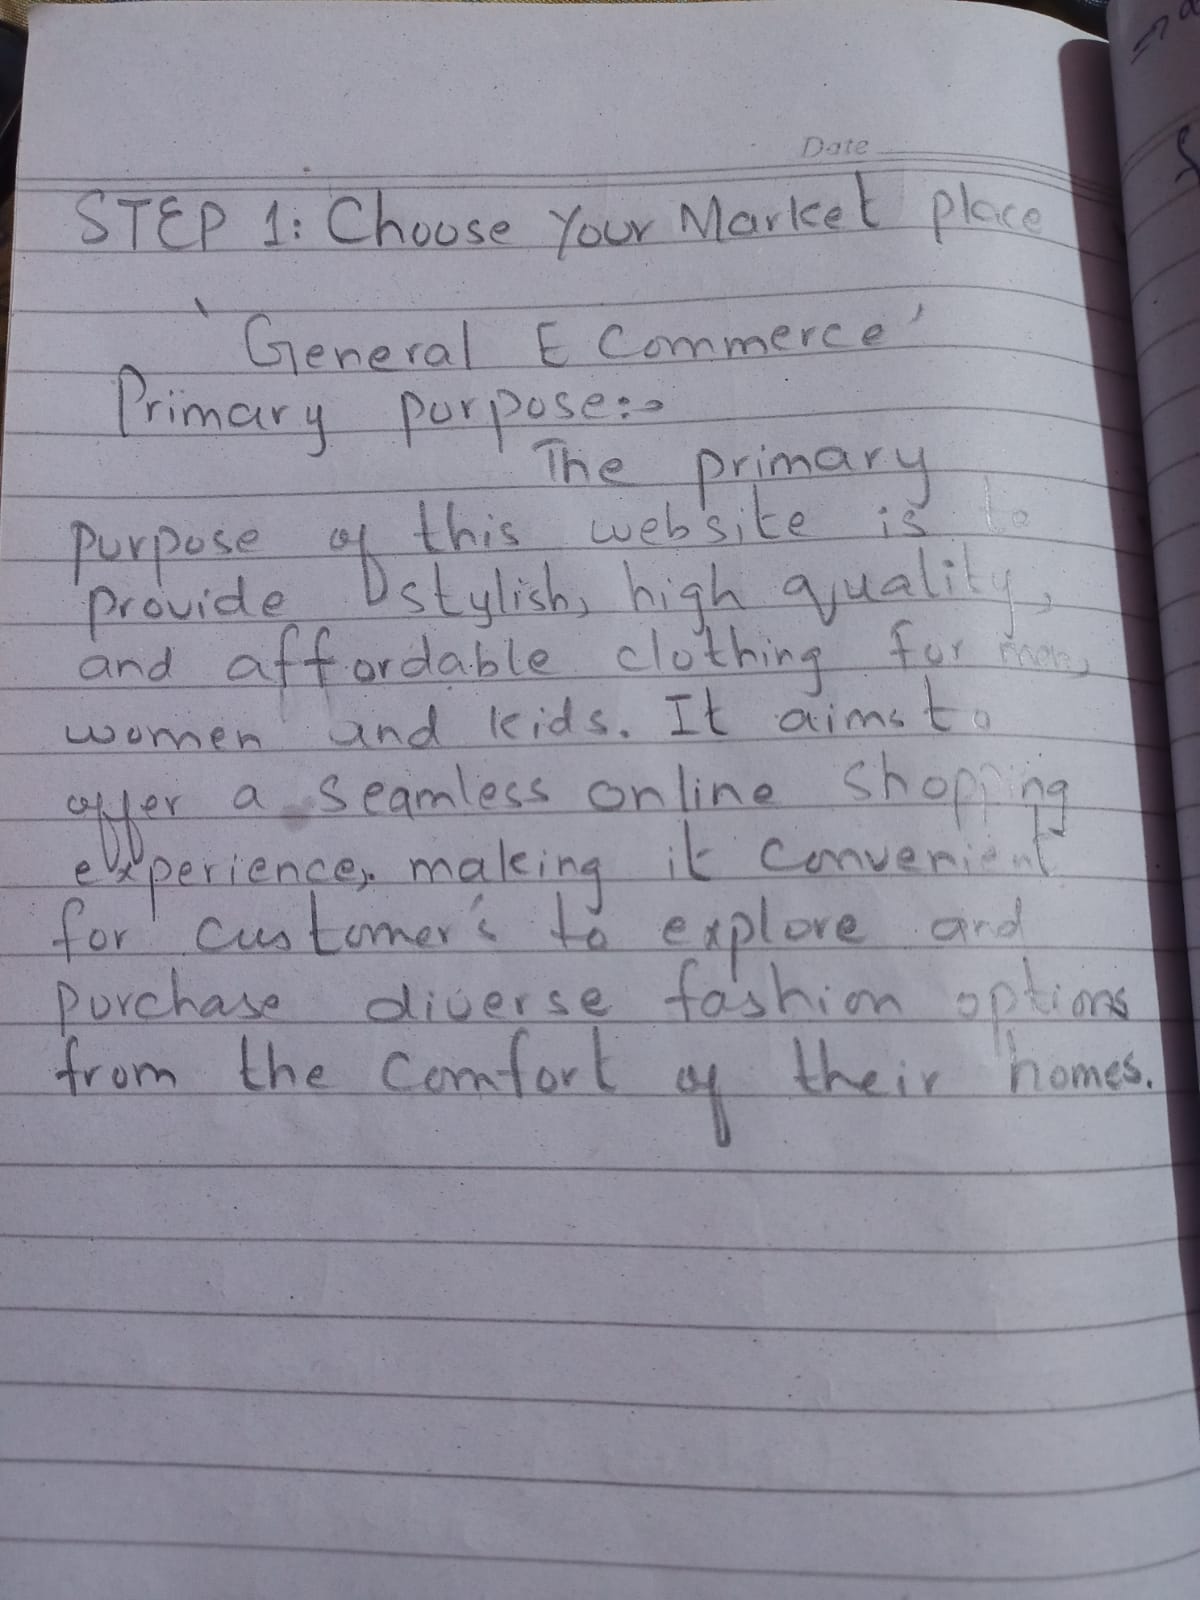 Date
STEP 1: Choose Your Market place
'General E Commerce'
Primary purpose:-
The primary
purpose of this website is to
provide stylish, high quality,
and affordable clothing for men,
women and kids. It aims to
offer a seamless online shopping
experience, making it convenient
for customer's to explore and
purchase diverse fashion options
from the comfort of their homes.